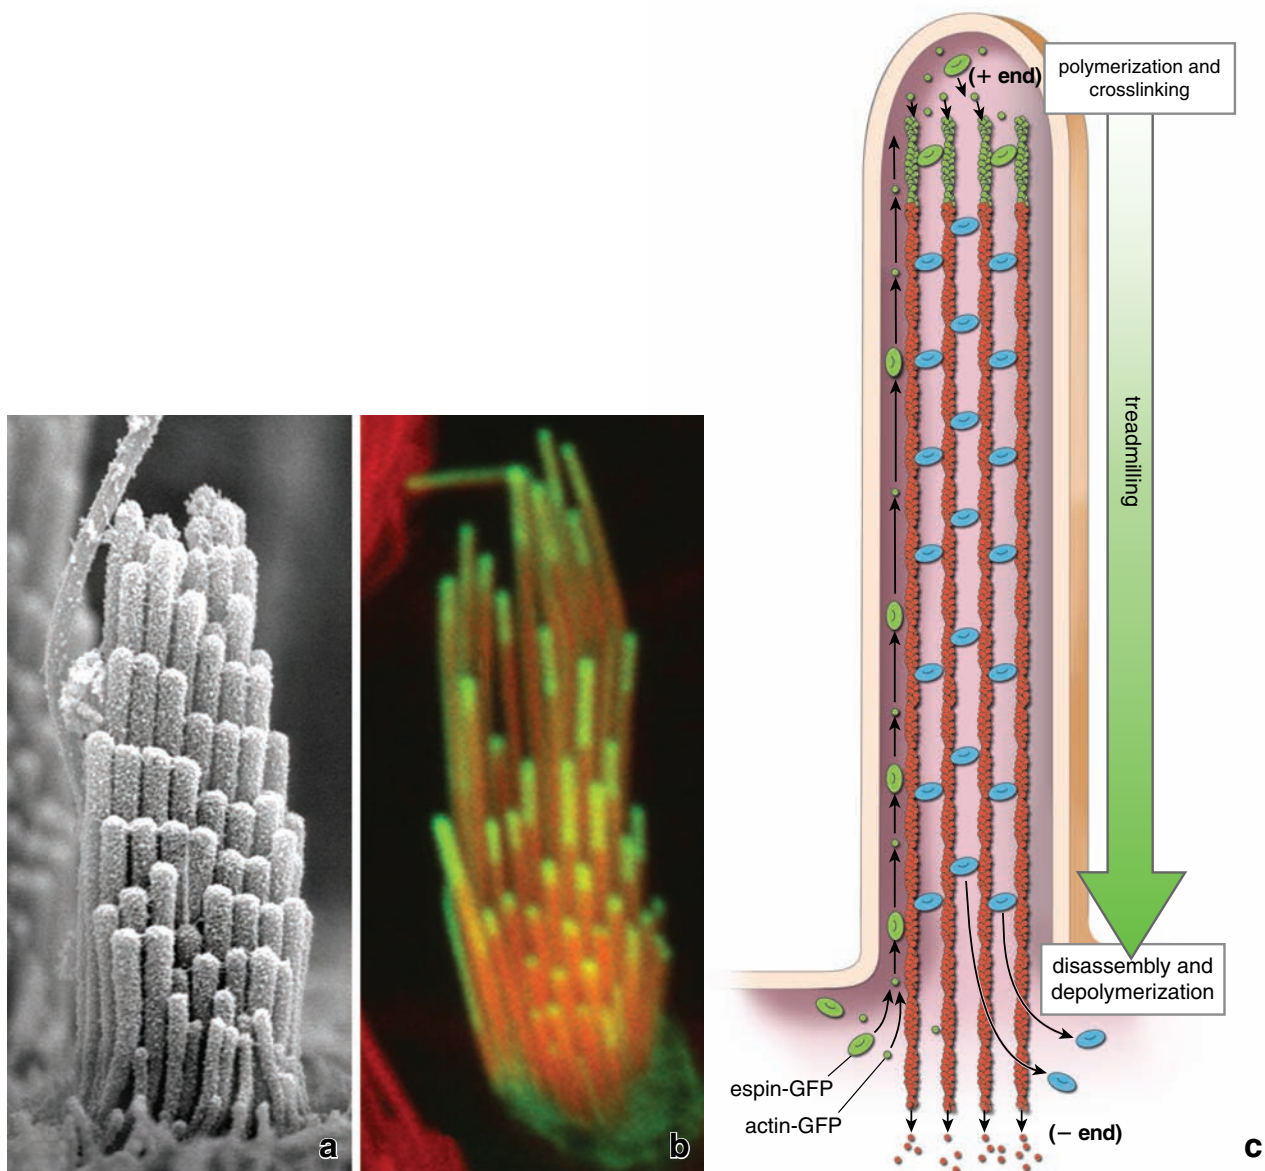 (+ end)
polymerization and
crosslinking
treadmilling
disassembly and
depolymerization
espin-GFP
actin-GFP
(− end)
a
b
c